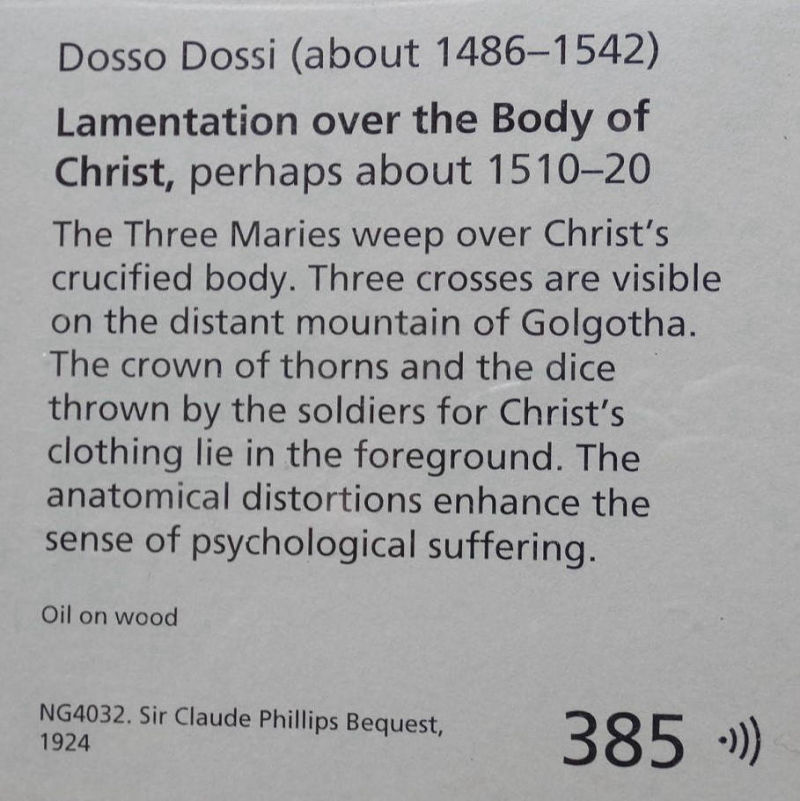 Dosso Dossi (about 1486–1542)
Lamentation over the Body of
Christ, perhaps about 1510–20
The Three Maries weep over Christ's
crucified body. Three crosses are visible
on the distant mountain of Golgotha.
The crown of thorns and the dice
thrown by the soldiers for Christ's
clothing lie in the foreground. The
anatomical distortions enhance the
sense of psychological suffering.
Oil on wood
NG4032. Sir Claude Phillips Bequest,
1924
385